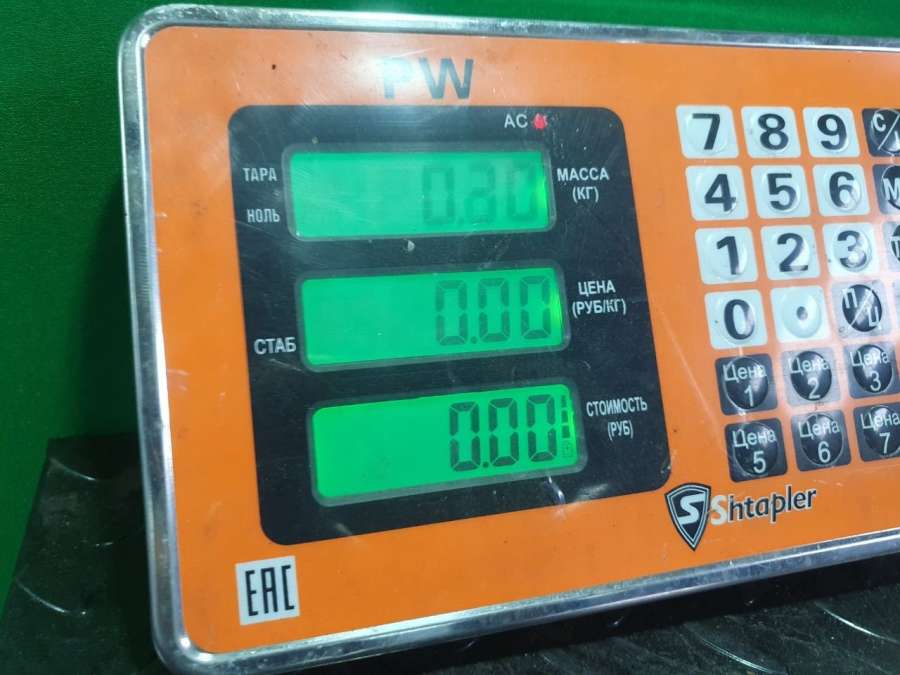 PW
AC
ТАРА
НОЛЬ
0.80
МАССА
(КГ)
0.00
ЦЕНА
(РУБ/КГ)
СТАБ
0.00
СТОИМОСТЬ
(РУБ)
7 8 9 C/
4 5 6 M
1 2 3
0 . П/Ц
Цена 1
Цена 2
Цена 3
Цена 5
Цена 6
Цена 7
S Shtapler
EAC